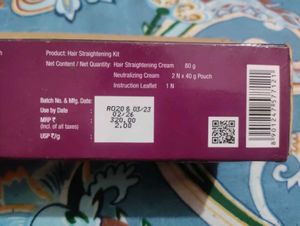 Product: Hair Straightening Kit
Net Content / Net Quantity: Hair Straightening Cream 80 g
Neutralizing Cream 2 N x 40 g Pouch
Instruction Leaflet 1 N
Batch No. & Mfg. Date : RG20 & 03/23
Use by Date : 02/26
MRP ₹ : 320.00
(Incl. of all taxes)
USP ₹/g : 2.00
8901247577121